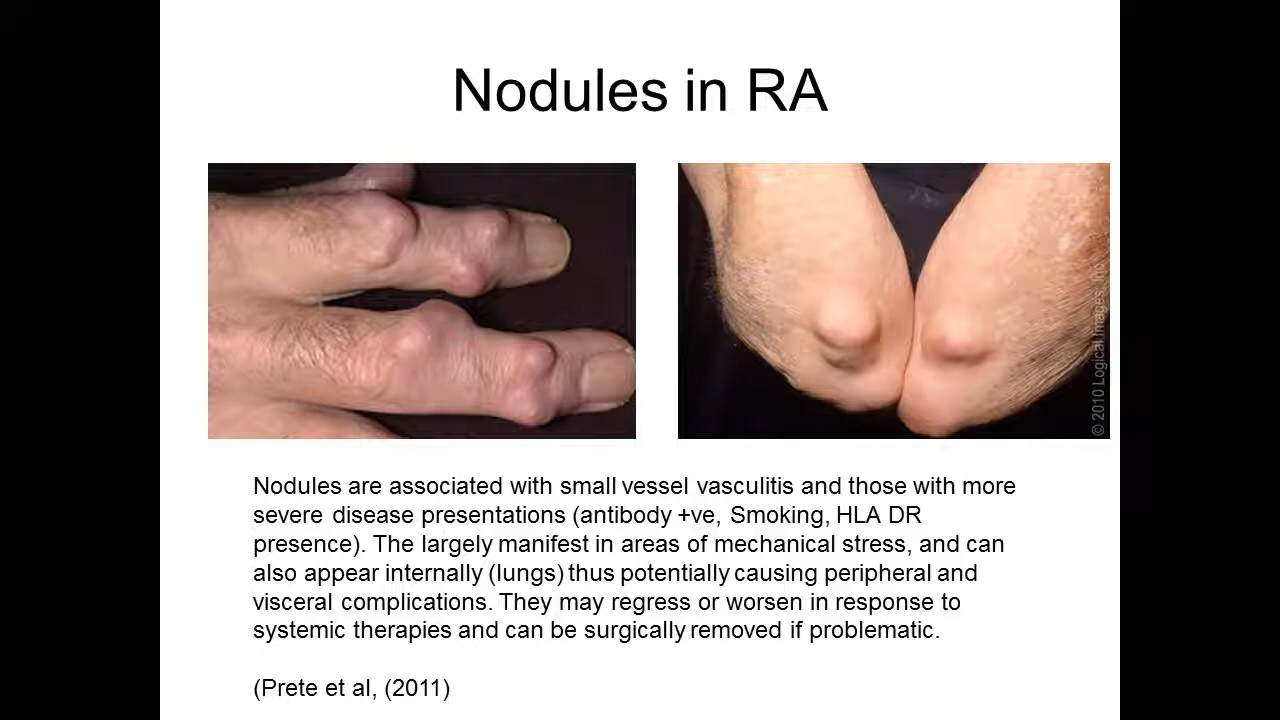 Nodules in RA
© 2010 Logical Images, Inc.
Nodules are associated with small vessel vasculitis and those with more
severe disease presentations (antibody +ve, Smoking, HLA DR
presence). The largely manifest in areas of mechanical stress, and can
also appear internally (lungs) thus potentially causing peripheral and
visceral complications. They may regress or worsen in response to
systemic therapies and can be surgically removed if problematic.
(Prete et al, (2011)